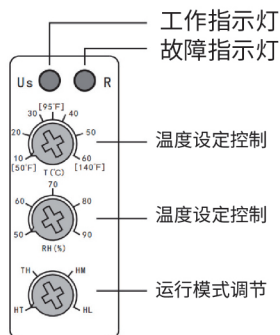 工作指示灯
故障指示灯
Us R
[95°F]
30 40
20 50
10 60
[50°F] [140°F]
T(℃)
温度设定控制
70
60 80
50 90
RH(%)
温度设定控制
TH HM
HT HL
运行模式调节